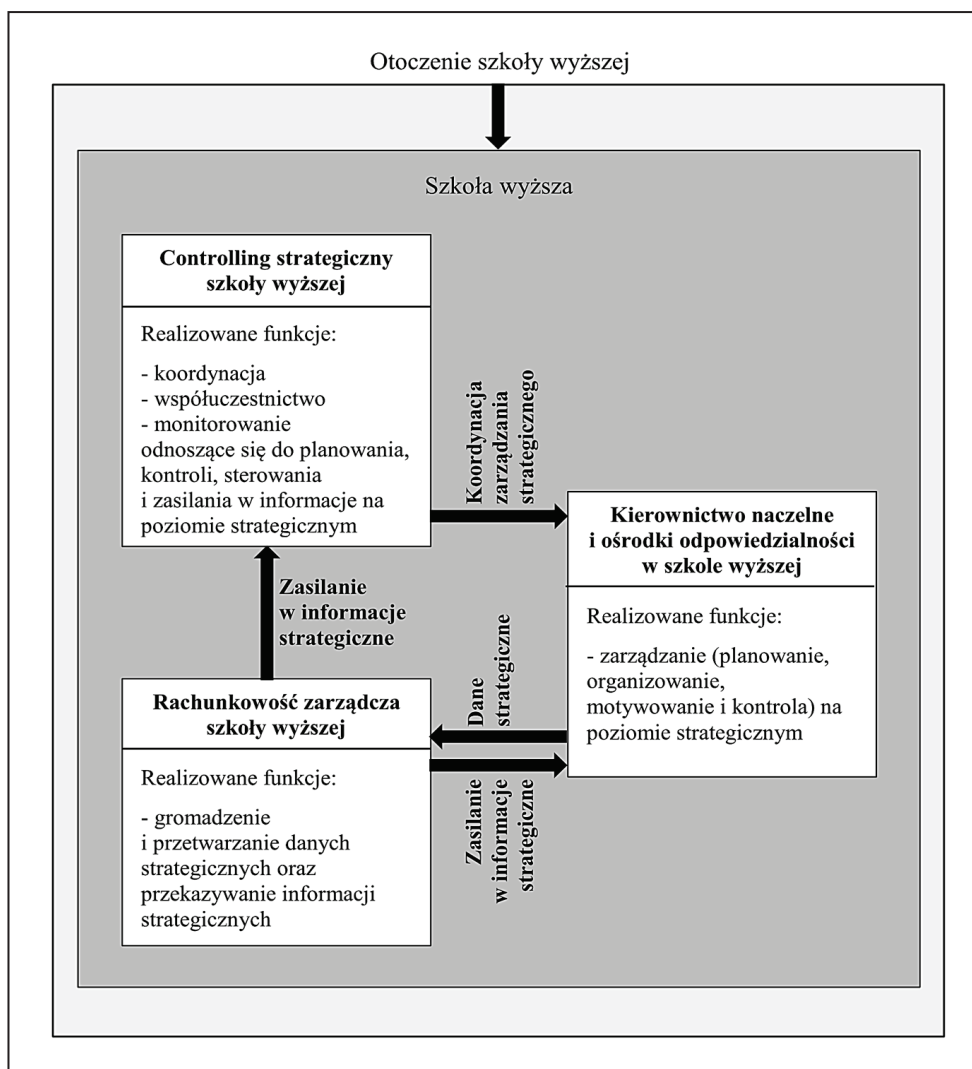 Otoczenie szkoły wyższej
Szkoła wyższa
Controlling strategiczny
szkoły wyższej
Realizowane funkcje:
- koordynacja
- współuczestnictwo
- monitorowanie
odnoszące się do planowania,
kontroli, sterowania
i zasilania w informacje na
poziomie strategicznym
Koordynacja
zarządzania
strategicznego
Kierownictwo naczelne
i ośrodki odpowiedzialności
w szkole wyższej
Realizowane funkcje:
- zarządzanie (planowanie,
organizowanie,
motywowanie i kontrola) na
poziomie strategicznym
Zasilanie
w informacje
strategiczne
Dane
strategiczne
Zasilanie
w informacje
strategiczne
Rachunkowość zarządcza
szkoły wyższej
Realizowane funkcje:
- gromadzenie
i przetwarzanie danych
strategicznych oraz
przekazywanie informacji
strategicznych